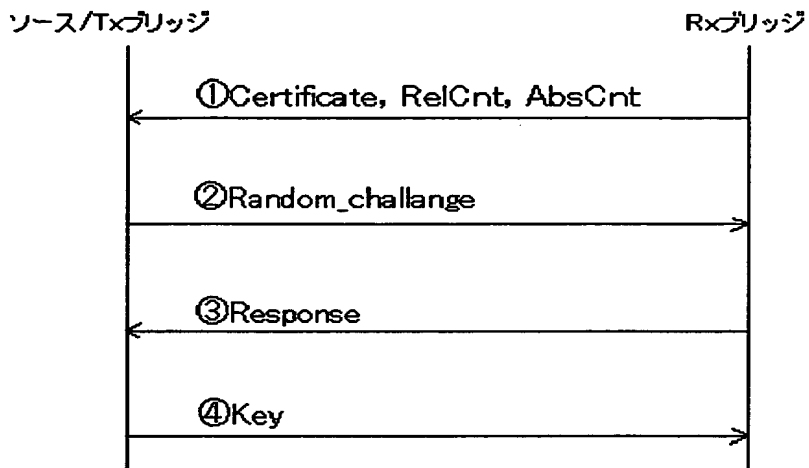 ソース/Txブリッジ
Rxブリッジ
①Certificate, RelCnt, AbsCnt
②Random_challange
③Response
④Key